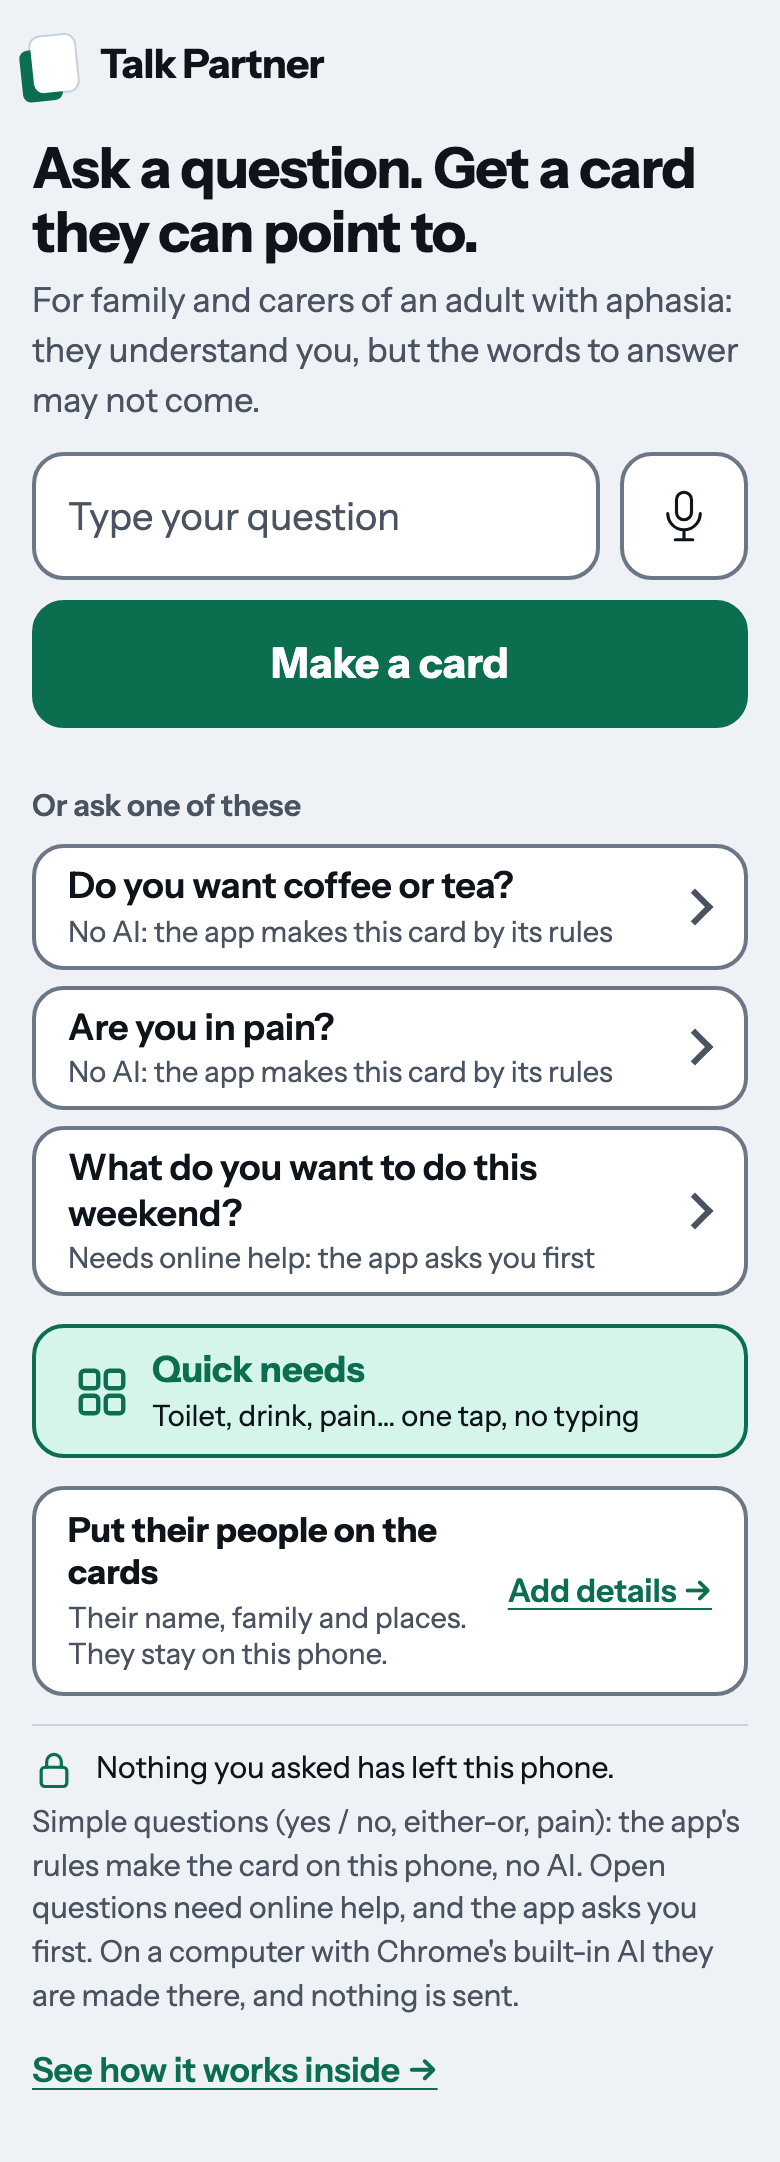 Talk Partner
Ask a question. Get a card
they can point to.
For family and carers of an adult with aphasia:
they understand you, but the words to answer
may not come.
Type your question
Make a card
Or ask one of these
Do you want coffee or tea?
No AI: the app makes this card by its rules
Are you in pain?
No AI: the app makes this card by its rules
What do you want to do this
weekend?
Needs online help: the app asks you first
Quick needs
Toilet, drink, pain... one tap, no typing
Put their people on the
cards
Their name, family and places.
They stay on this phone.
Add details →
Nothing you asked has left this phone.
Simple questions (yes / no, either-or, pain): the app's
rules make the card on this phone, no AI. Open
questions need online help, and the app asks you
first. On a computer with Chrome's built-in AI they
are made there, and nothing is sent.
See how it works inside →